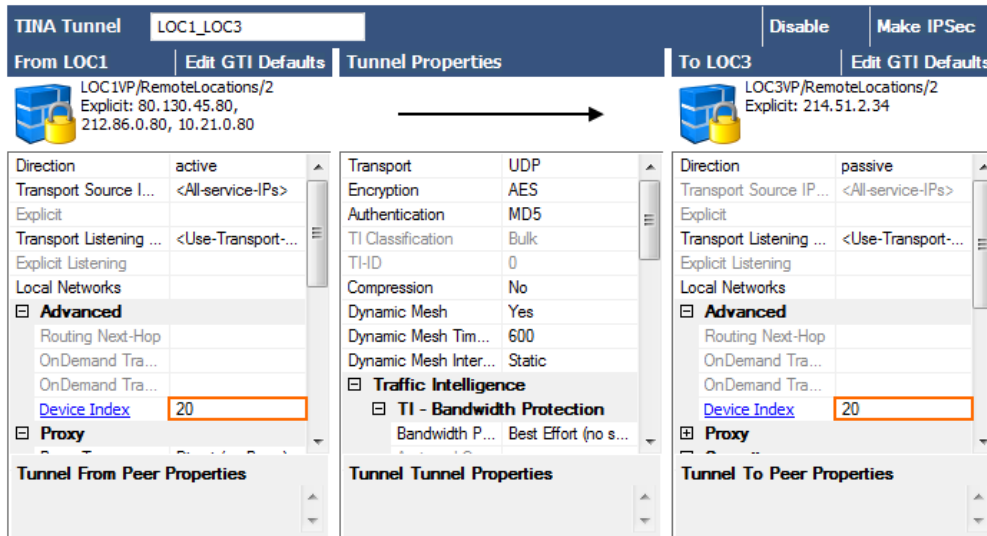 TINA Tunnel LOC1_LOC3 Disable Make IPSec
From LOC1 Edit GTI Defaults Tunnel Properties To LOC3 Edit GTI Defaults
LOC1VP/RemoteLocations/2
Explicit: 80.130.45.80,
212.86.0.80, 10.21.0.80
LOC3VP/RemoteLocations/2
Explicit: 214.51.2.34
Direction active
Transport Source I... <All-service-IPs>
Explicit
Transport Listening ... <Use-Transport-...
Explicit Listening
Local Networks
Advanced
Routing Next-Hop
OnDemand Tra...
OnDemand Tra...
Device Index 20
Proxy
Transport UDP
Encryption AES
Authentication MD5
TI Classification Bulk
TI-ID 0
Compression No
Dynamic Mesh Yes
Dynamic Mesh Tim... 600
Dynamic Mesh Inter... Static
Traffic Intelligence
TI - Bandwidth Protection
Bandwidth P... Best Effort (no s...
Direction passive
Transport Source IP... <All-service-IPs>
Explicit
Transport Listening ... <Use-Transport-...
Explicit Listening
Local Networks
Advanced
Routing Next-Hop
OnDemand Tra...
OnDemand Tra...
Device Index 20
Proxy
Tunnel From Peer Properties Tunnel Tunnel Properties Tunnel To Peer Properties